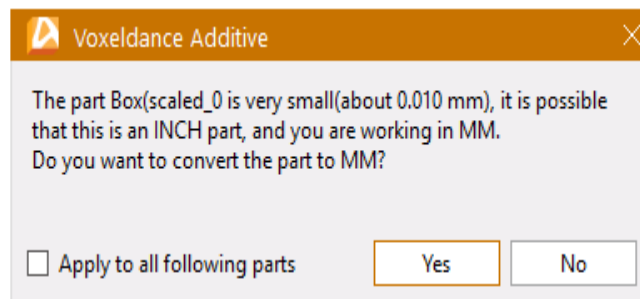 Voxeldance Additive
The part Box(scaled_0 is very small(about 0.010 mm), it is possible
that this is an INCH part, and you are working in MM.
Do you want to convert the part to MM?
Apply to all following parts
Yes
No